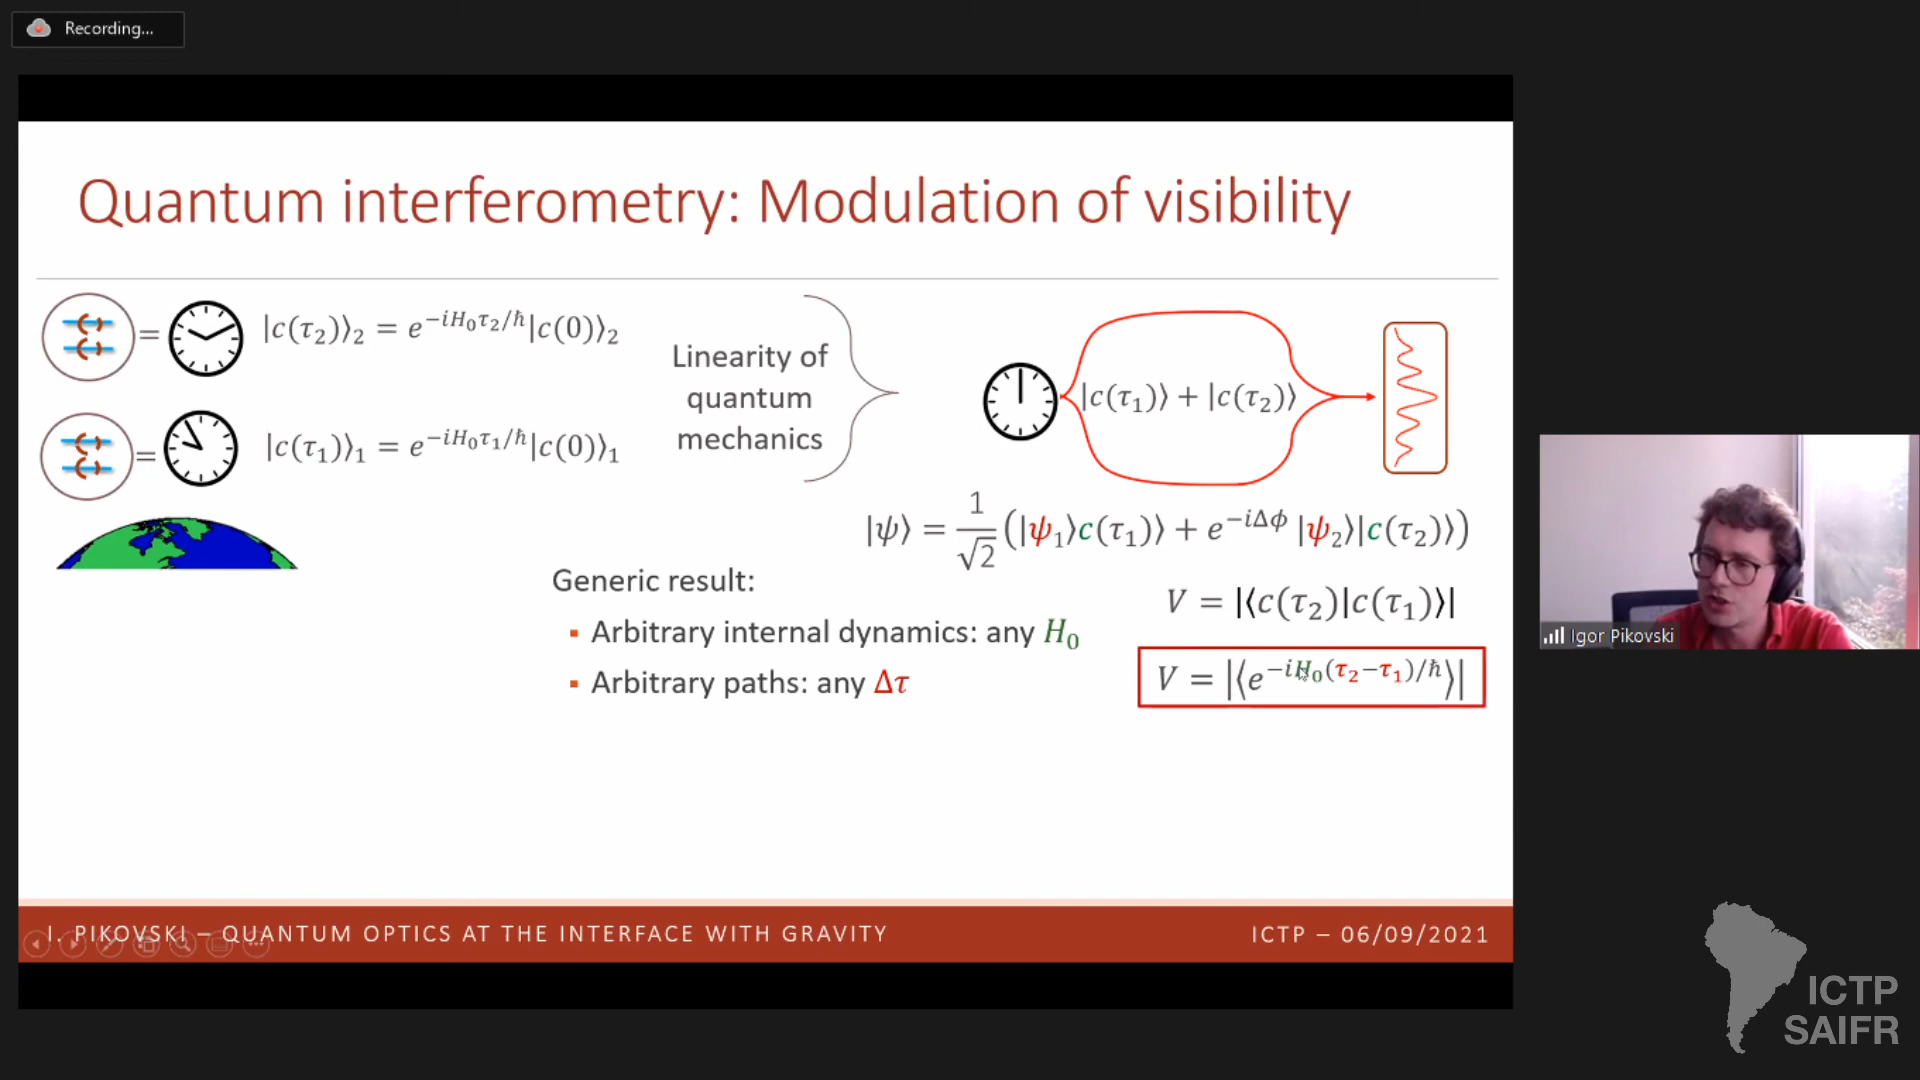 Recording...
Quantum interferometry: Modulation of visibility
= |c(τ₂)⟩₂ = e^{−iH₀τ₂/ħ}|c(0)⟩₂
= |c(τ₁)⟩₁ = e^{−iH₀τ₁/ħ}|c(0)⟩₁
Linearity of
quantum
mechanics
|c(τ₁)⟩ + |c(τ₂)⟩
|ψ⟩ = 1/√2 (|ψ₁⟩c(τ₁)⟩ + e^{−iΔϕ} |ψ₂⟩|c(τ₂)⟩)
Generic result:
▪ Arbitrary internal dynamics: any H₀
▪ Arbitrary paths: any Δτ
V = |⟨c(τ₂)|c(τ₁)⟩|
V = |⟨e^{−iH₀(τ₂−τ₁)/ħ}⟩|
Igor Pikovski
I. PIKOVSKI – QUANTUM OPTICS AT THE INTERFACE WITH GRAVITY
ICTP – 06/09/2021
ICTP
SAIFR